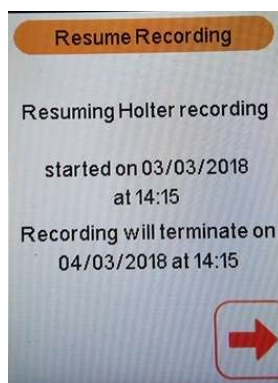 Resume Recording
Resuming Holter recording
started on 03/03/2018
at 14:15
Recording will terminate on
04/03/2018 at 14:15